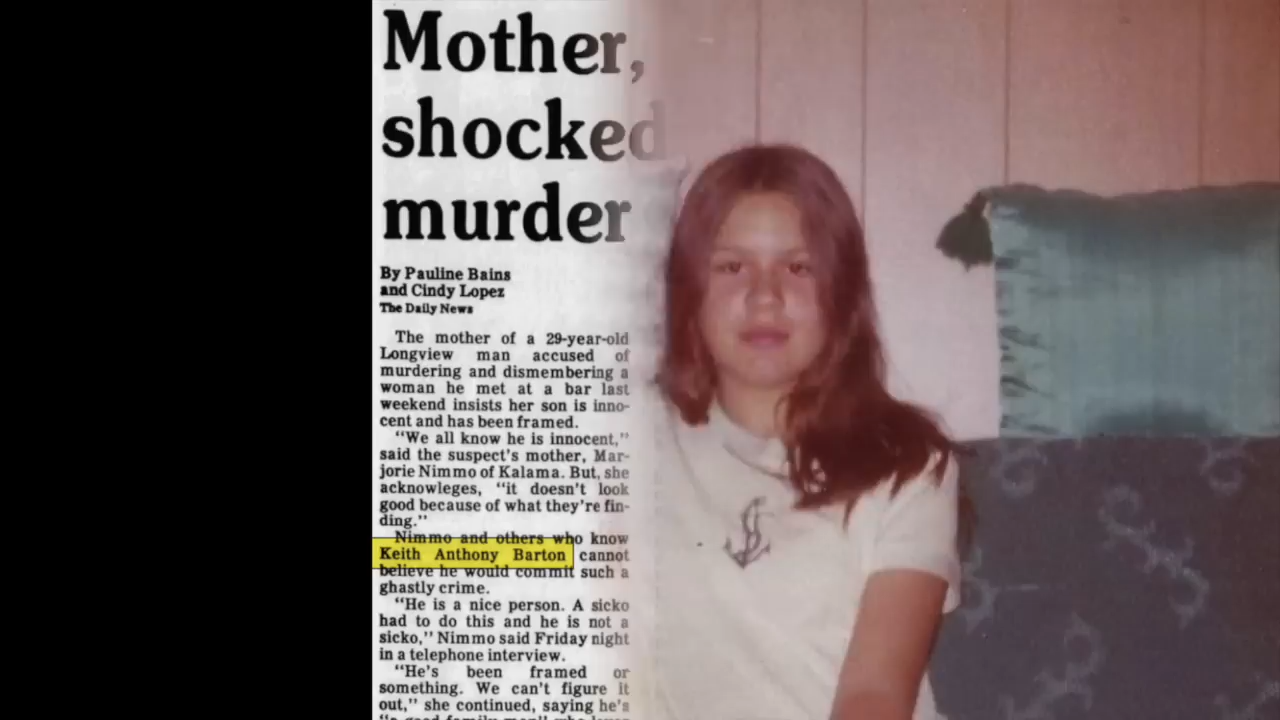 Mother,
shocked
murder
By Pauline Bains
and Cindy Lopez
The Daily News
The mother of a 29-year-old
Longview man accused of
murdering and dismembering a
woman he met at a bar last
weekend insists her son is inno-
cent and has been framed.
"We all know he is innocent,"
said the suspect's mother, Mar-
jorie Nimmo of Kalama. But, she
acknowleges, "it doesn't look
good because of what they're fin-
ding."
Nimmo and others who know
Keith Anthony Barton cannot
believe he would commit such a
ghastly crime.
"He is a nice person. A sicko
had to do this and he is not a
sicko," Nimmo said Friday night
in a telephone interview.
"He's been framed or
something. We can't figure it
out," she continued, saying he's
"a good family man" who